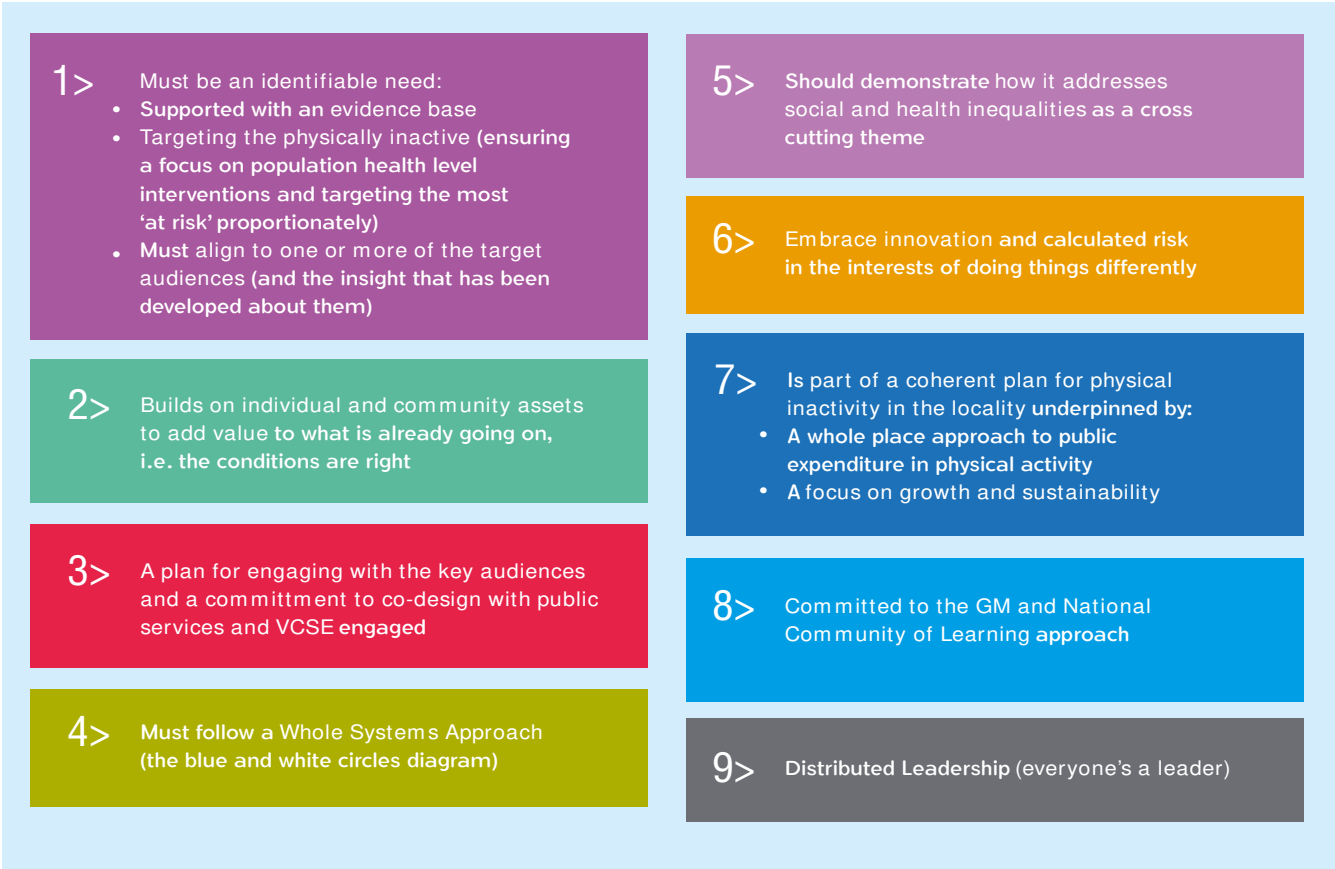 1> Must be an identifiable need:
• Supported with an evidence base
• Targeting the physically inactive (ensuring
a focus on population health level
interventions and targeting the most
‘at risk’ proportionately)
• Must align to one or more of the target
audiences (and the insight that has been
developed about them)
2> Builds on individual and community assets
to add value to what is already going on,
i.e. the conditions are right
3> A plan for engaging with the key audiences
and a committment to co-design with public
services and VCSE engaged
4> Must follow a Whole Systems Approach
(the blue and white circles diagram)
5> Should demonstrate how it addresses
social and health inequalities as a cross
cutting theme
6> Embrace innovation and calculated risk
in the interests of doing things differently
7> Is part of a coherent plan for physical
inactivity in the locality underpinned by:
• A whole place approach to public
expenditure in physical activity
• A focus on growth and sustainability
8> Committed to the GM and National
Community of Learning approach
9> Distributed Leadership (everyone’s a leader)